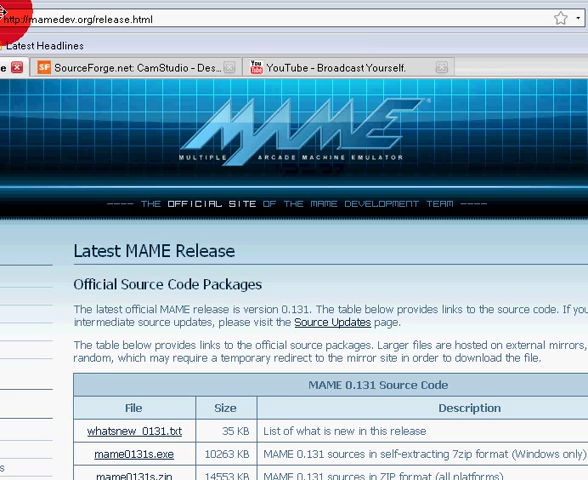 http://mamedev.org/release.html
Latest Headlines
e SourceForge.net: CamStudio - Des... YouTube - Broadcast Yourself.
MAME
MULTIPLE ARCADE MACHINE EMULATOR
---- THE OFFICIAL SITE OF THE MAME DEVELOPMENT TEAM ----
Latest MAME Release
Official Source Code Packages
The latest official MAME release is version 0.131. The table below provides links to the source code. If you
intermediate source updates, please visit the Source Updates page.
The table below provides links to the official source packages. Larger files are hosted on external mirrors,
random, which may require a temporary redirect to the mirror site in order to download the file.
MAME 0.131 Source Code
File Size Description
whatsnew_0131.txt 35 KB List of what is new in this release
mame0131s.exe 10263 KB MAME 0.131 sources in self-extracting 7zip format (Windows only)
mame0131s.zip 14553 KB MAME 0.131 sources in ZIP format (all platforms)
s